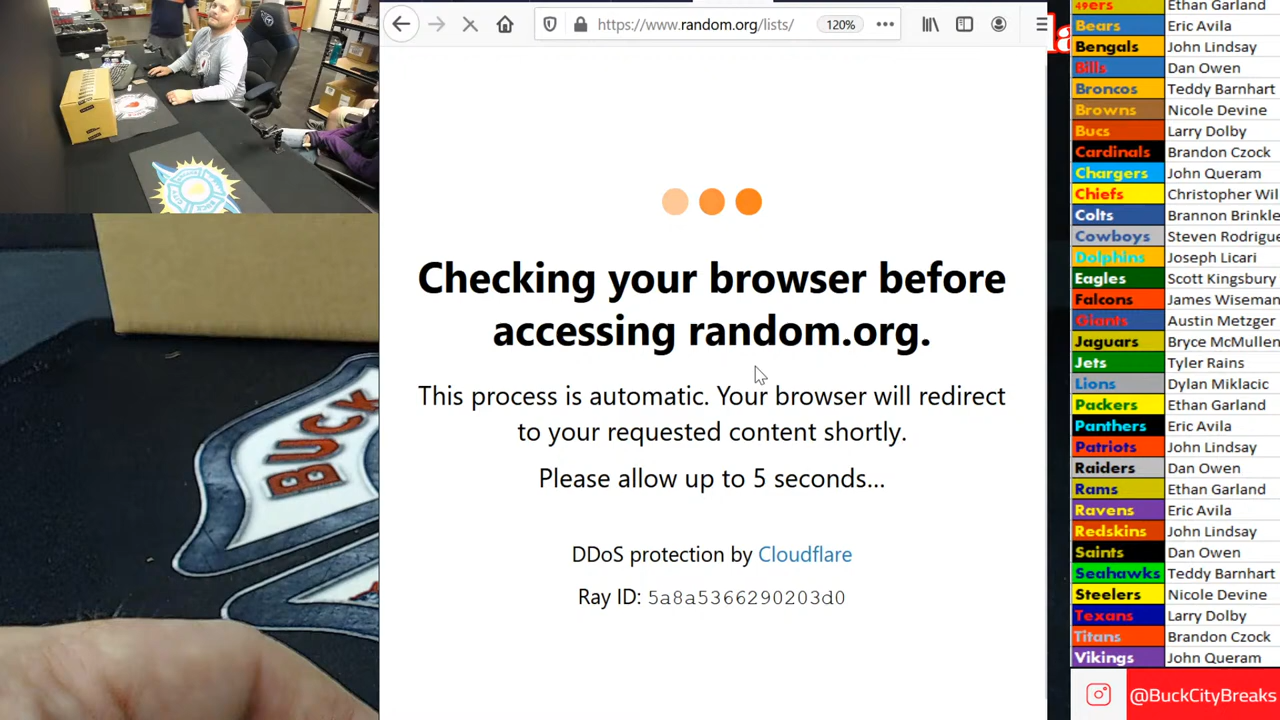 https://www.random.org/lists/
120%
Checking your browser before
accessing random.org.
This process is automatic. Your browser will redirect
to your requested content shortly.
Please allow up to 5 seconds...
DDoS protection by Cloudflare
Ray ID: 5a8a5366290203d0
BUCK
49ers Ethan Garland
Bears Eric Avila
Bengals John Lindsay
Bills Dan Owen
Broncos Teddy Barnhart
Browns Nicole Devine
Bucs Larry Dolby
Cardinals Brandon Czock
Chargers John Queram
Chiefs Christopher Wil
Colts Brannon Brinkle
Cowboys Steven Rodrigue
Dolphins Joseph Licari
Eagles Scott Kingsbury
Falcons James Wiseman
Giants Austin Metzger
Jaguars Bryce McMullen
Jets Tyler Rains
Lions Dylan Miklacic
Packers Ethan Garland
Panthers Eric Avila
Patriots John Lindsay
Raiders Dan Owen
Rams Ethan Garland
Ravens Eric Avila
Redskins John Lindsay
Saints Dan Owen
Seahawks Teddy Barnhart
Steelers Nicole Devine
Texans Larry Dolby
Titans Brandon Czock
Vikings John Queram
@BuckCityBreaks